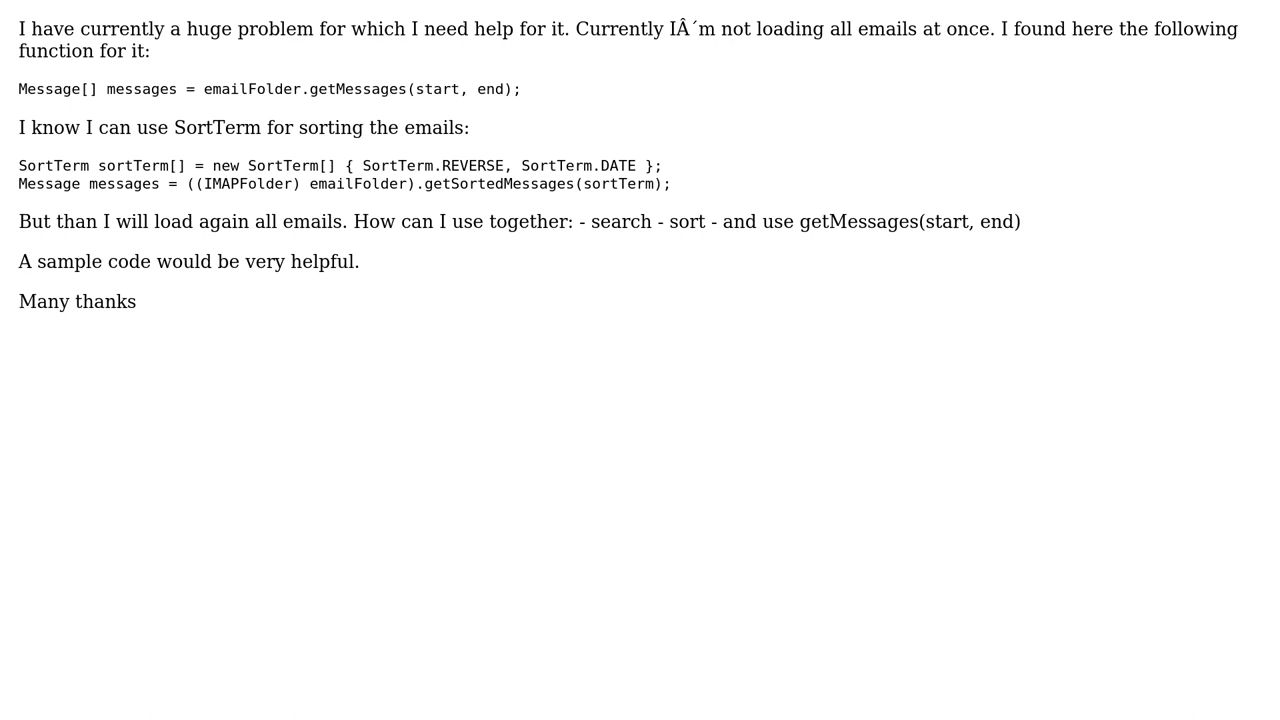 I have currently a huge problem for which I need help for it. Currently IÂ´m not loading all emails at once. I found here the following
function for it:
Message[] messages = emailFolder.getMessages(start, end);
I know I can use SortTerm for sorting the emails:
SortTerm sortTerm[] = new SortTerm[] { SortTerm.REVERSE, SortTerm.DATE };
Message messages = ((IMAPFolder) emailFolder).getSortedMessages(sortTerm);
But than I will load again all emails. How can I use together: - search - sort - and use getMessages(start, end)
A sample code would be very helpful.
Many thanks